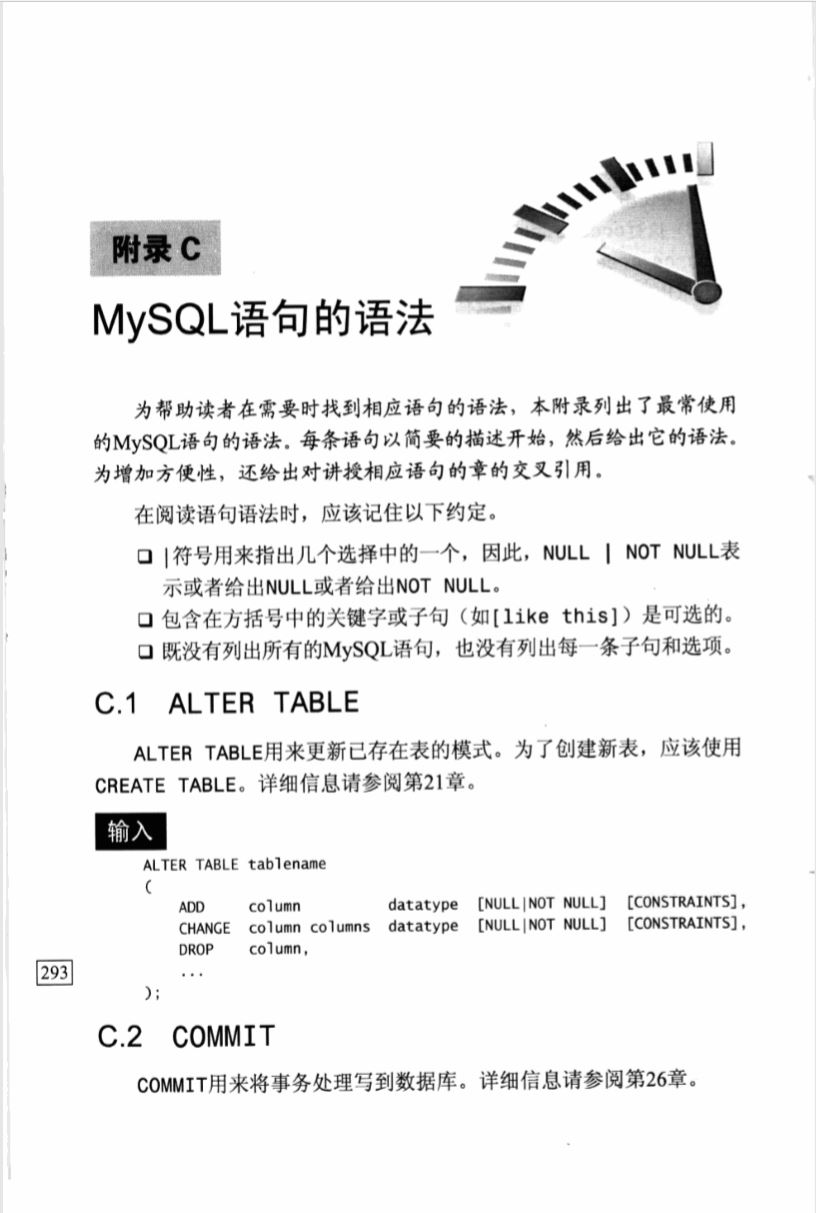 附录 C
MySQL语句的语法
为帮助读者在需要时找到相应语句的语法，本附录列出了最常使用
的MySQL语句的语法。每条语句以简要的描述开始，然后给出它的语法。
为增加方便性，还给出对讲授相应语句的章的交叉引用。
在阅读语句语法时，应该记住以下约定。
❑ |符号用来指出几个选择中的一个，因此，NULL | NOT NULL表
示或者给出NULL或者给出NOT NULL。
❑ 包含在方括号中的关键字或子句（如[like this]）是可选的。
❑ 既没有列出所有的MySQL语句，也没有列出每一条子句和选项。
C.1 ALTER TABLE
ALTER TABLE用来更新已存在表的模式。为了创建新表，应该使用
CREATE TABLE。详细信息请参阅第21章。
输入
ALTER TABLE tablename
(
ADD column datatype [NULL|NOT NULL] [CONSTRAINTS],
CHANGE column columns datatype [NULL|NOT NULL] [CONSTRAINTS],
DROP column,
...
);
293
C.2 COMMIT
COMMIT用来将事务处理写到数据库。详细信息请参阅第26章。